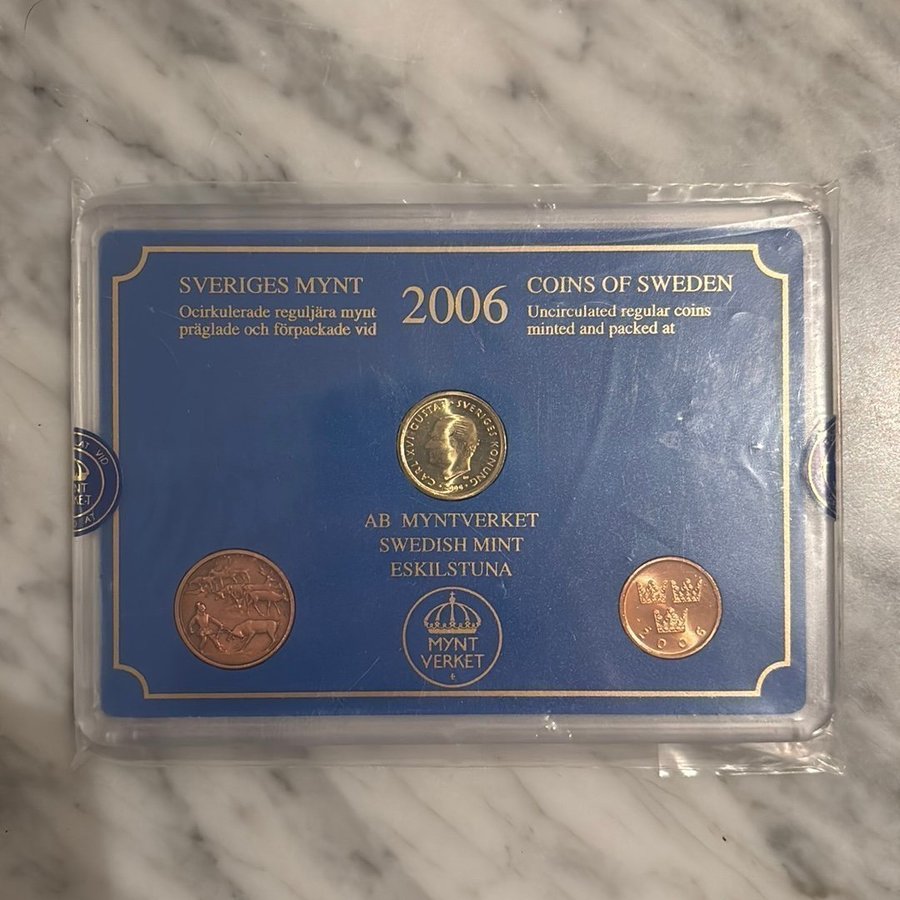 SVERIGES MYNT
Ocirkulerade reguljära mynt
präglade och förpackade vid
2006
COINS OF SWEDEN
Uncirculated regular coins
minted and packed at
CARL XVI GUSTAF · SVERIGES KONUNG
AB MYNTVERKET
SWEDISH MINT
ESKILSTUNA
MYNT
VERKET
2006